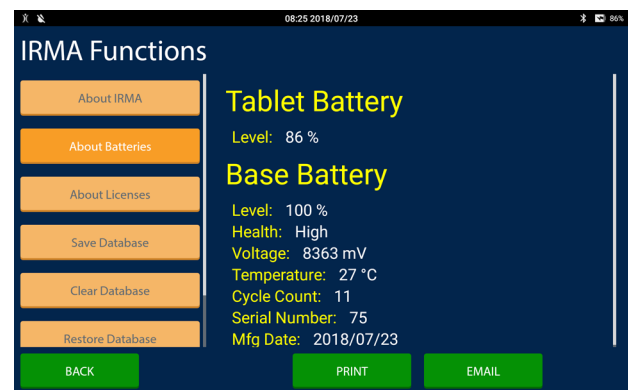 08:25 2018/07/23
86%
IRMA Functions
About IRMA
About Batteries
About Licenses
Save Database
Clear Database
Restore Database
Tablet Battery
Level: 86 %
Base Battery
Level: 100 %
Health: High
Voltage: 8363 mV
Temperature: 27 °C
Cycle Count: 11
Serial Number: 75
Mfg Date: 2018/07/23
BACK
PRINT
EMAIL